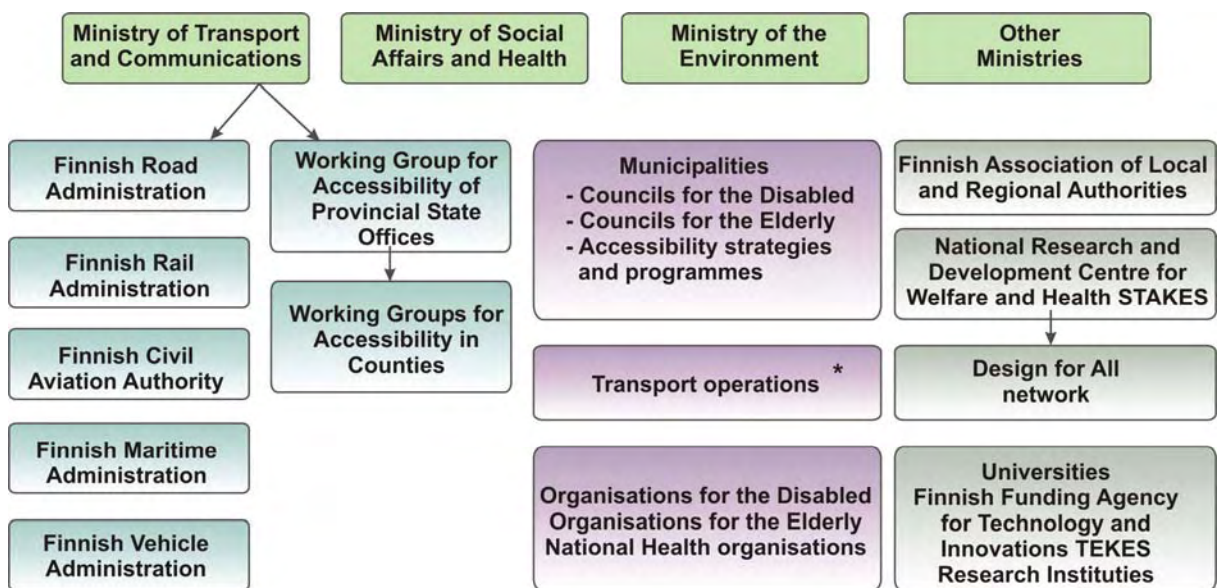 Ministry of Transport
and Communications
Ministry of Social
Affairs and Health
Ministry of the
Environment
Other
Ministries
Finnish Road
Administration
Finnish Rail
Administration
Finnish Civil
Aviation Authority
Finnish Maritime
Administration
Finnish Vehicle
Administration
Working Group for
Accessibility of
Provincial State
Offices
Working Groups for
Accessibility in
Counties
Municipalities
- Councils for the Disabled
- Councils for the Elderly
- Accessibility strategies
and programmes
Transport operations *
Organisations for the Disabled
Organisations for the Elderly
National Health organisations
Finnish Association of Local
and Regional Authorities
National Research and
Development Centre for
Welfare and Health STAKES
Design for All
network
Universities
Finnish Funding Agency
for Technology and
Innovations TEKES
Research Instituties